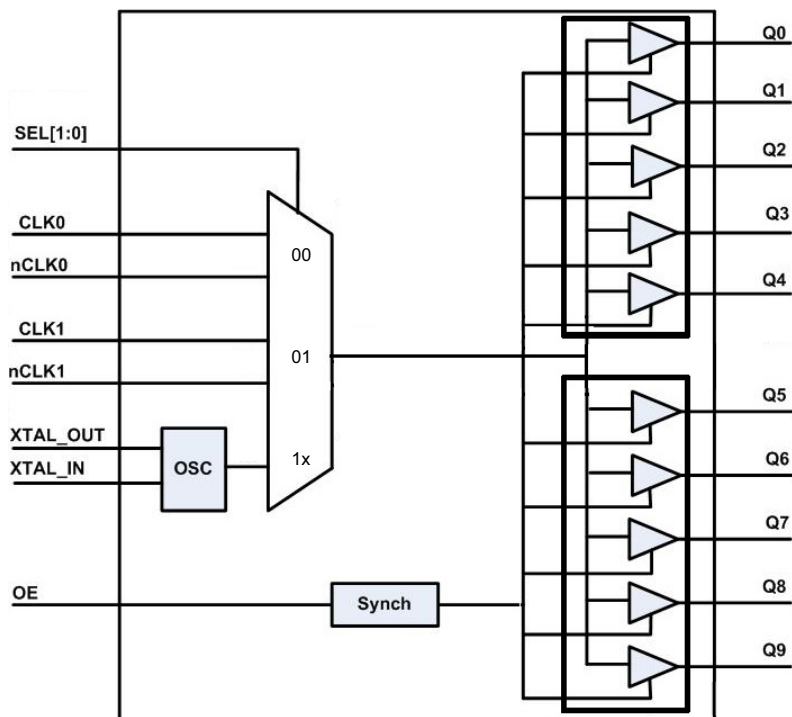 SEL[1:0]
CLK0
nCLK0
CLK1
nCLK1
XTAL_OUT
XTAL_IN
OE
OSC
00
01
1x
Synch
Q0
Q1
Q2
Q3
Q4
Q5
Q6
Q7
Q8
Q9